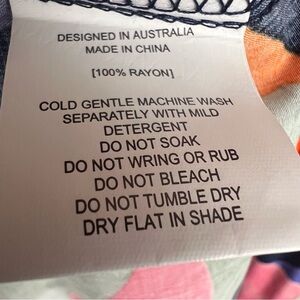 DESIGNED IN AUSTRALIA
MADE IN CHINA
[100% RAYON]
COLD GENTLE MACHINE WASH
SEPARATELY WITH MILD
DETERGENT
DO NOT SOAK
DO NOT WRING OR RUB
DO NOT BLEACH
DO NOT TUMBLE DRY
DRY FLAT IN SHADE